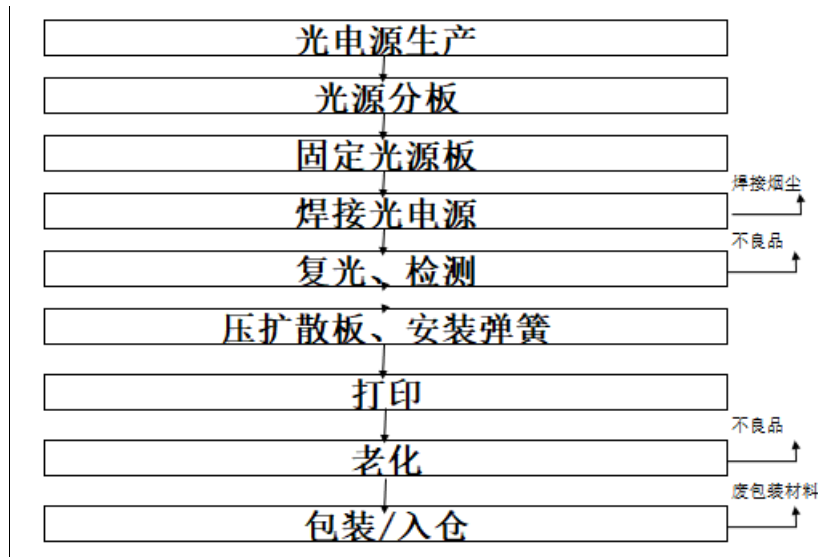 光电源生产
光源分板
固定光源板
焊接烟尘
焊接光电源
不良品
复光、检测
压扩散板、安装弹簧
打印
不良品
老化
废包装材料
包装/入仓